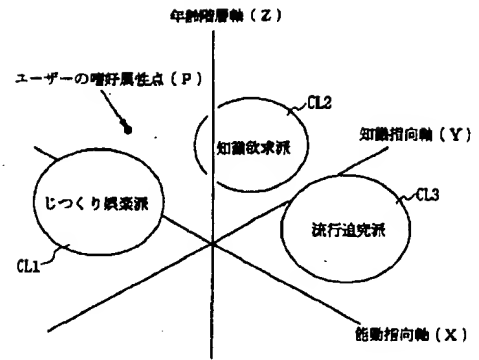 年齢階層軸(Z)
ユーザーの嗜好属性点(P)
CL2
知識欲求派
知識指向軸(Y)
じっくり娯楽派
CL3
流行追究派
CL1
能動指向軸(X)